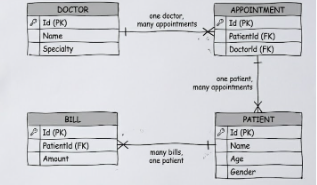 DOCTOR
Id (PK)
Name
Specialty
one doctor,
many appointments
APPOINTMENT
Id (PK)
PatientId (FK)
DoctorId (FK)
one patient,
many appointments
BILL
Id (PK)
PatientId (FK)
Amount
many bills,
one patient
PATIENT
Id (PK)
Name
Age
Gender